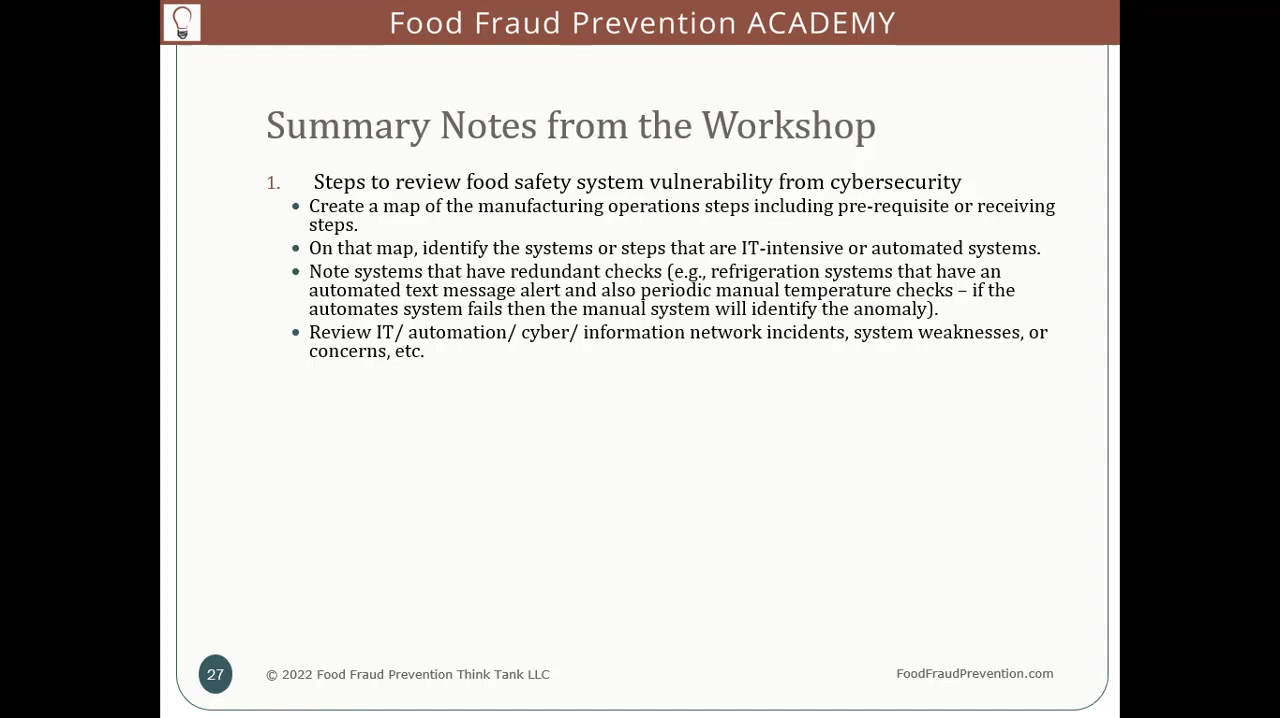 Food Fraud Prevention ACADEMY
Summary Notes from the Workshop
1. Steps to review food safety system vulnerability from cybersecurity
• Create a map of the manufacturing operations steps including pre-requisite or receiving
steps.
• On that map, identify the systems or steps that are IT-intensive or automated systems.
• Note systems that have redundant checks (e.g., refrigeration systems that have an
automated text message alert and also periodic manual temperature checks – if the
automates system fails then the manual system will identify the anomaly).
• Review IT/ automation/ cyber/ information network incidents, system weaknesses, or
concerns, etc.
27
© 2022 Food Fraud Prevention Think Tank LLC
FoodFraudPrevention.com